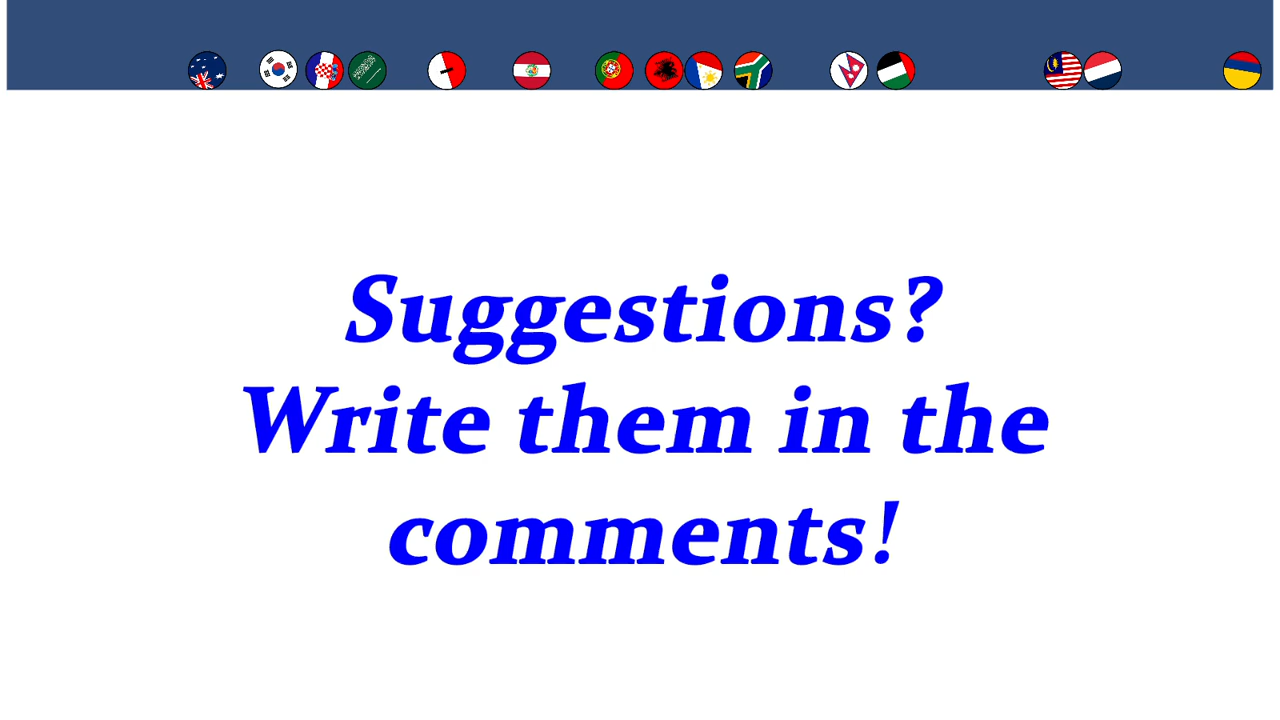 Suggestions?
Write them in the
comments!